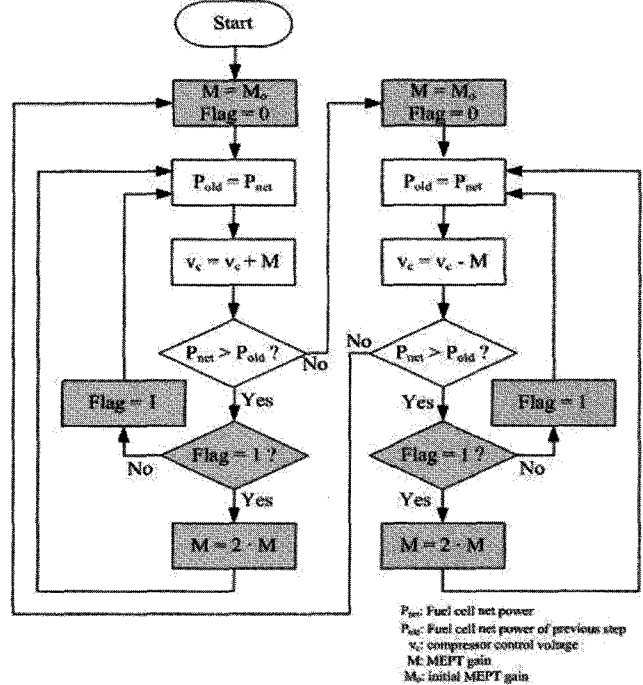 Start
M = Mₒ
Flag = 0
M = Mₒ
Flag = 0
P_old = P_net
P_old = P_net
v_c = v_c + M
v_c = v_c - M
P_net > P_old ?
No
Yes
No
P_net > P_old ?
Yes
Flag = 1
Flag = 1
Flag = 1 ?
No
Yes
Flag = 1 ?
No
Yes
M = 2 · M
M = 2 · M
P_net: Fuel cell net power
P_old: Fuel cell net power of previous step
v_c: compressor control voltage
M: MEPT gain
Mₒ: initial MEPT gain